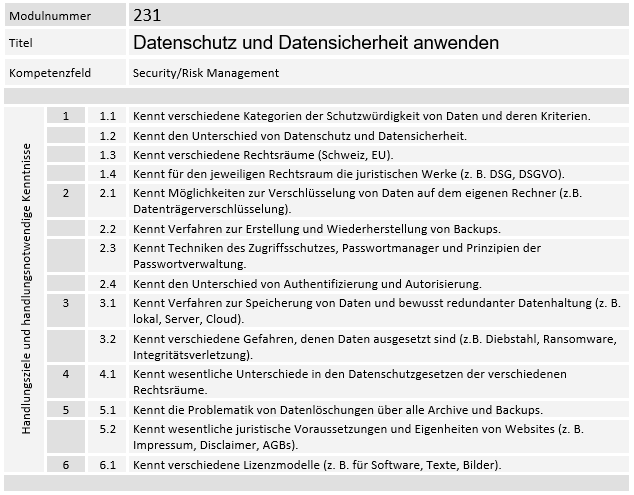 Modulnummer 231
Titel Datenschutz und Datensicherheit anwenden
Kompetenzfeld Security/Risk Management
Handlungsziele und handlungsnotwendige Kenntnisse
1 1.1 Kennt verschiedene Kategorien der Schutzwürdigkeit von Daten und deren Kriterien.
1.2 Kennt den Unterschied von Datenschutz und Datensicherheit.
1.3 Kennt verschiedene Rechtsräume (Schweiz, EU).
1.4 Kennt für den jeweiligen Rechtsraum die juristischen Werke (z. B. DSG, DSGVO).
2 2.1 Kennt Möglichkeiten zur Verschlüsselung von Daten auf dem eigenen Rechner (z.B.
Datenträgerverschlüsselung).
2.2 Kennt Verfahren zur Erstellung und Wiederherstellung von Backups.
2.3 Kennt Techniken des Zugriffsschutzes, Passwortmanager und Prinzipien der
Passwortverwaltung.
2.4 Kennt den Unterschied von Authentifizierung und Autorisierung.
3 3.1 Kennt Verfahren zur Speicherung von Daten und bewusst redundanter Datenhaltung (z. B.
lokal, Server, Cloud).
3.2 Kennt verschiedene Gefahren, denen Daten ausgesetzt sind (z.B. Diebstahl, Ransomware,
Integritätsverletzung).
4 4.1 Kennt wesentliche Unterschiede in den Datenschutzgesetzen der verschiedenen
Rechtsräume.
5 5.1 Kennt die Problematik von Datenlöschungen über alle Archive und Backups.
5.2 Kennt wesentliche juristische Voraussetzungen und Eigenheiten von Websites (z. B.
Impressum, Disclaimer, AGBs).
6 6.1 Kennt verschiedene Lizenzmodelle (z. B. für Software, Texte, Bilder).